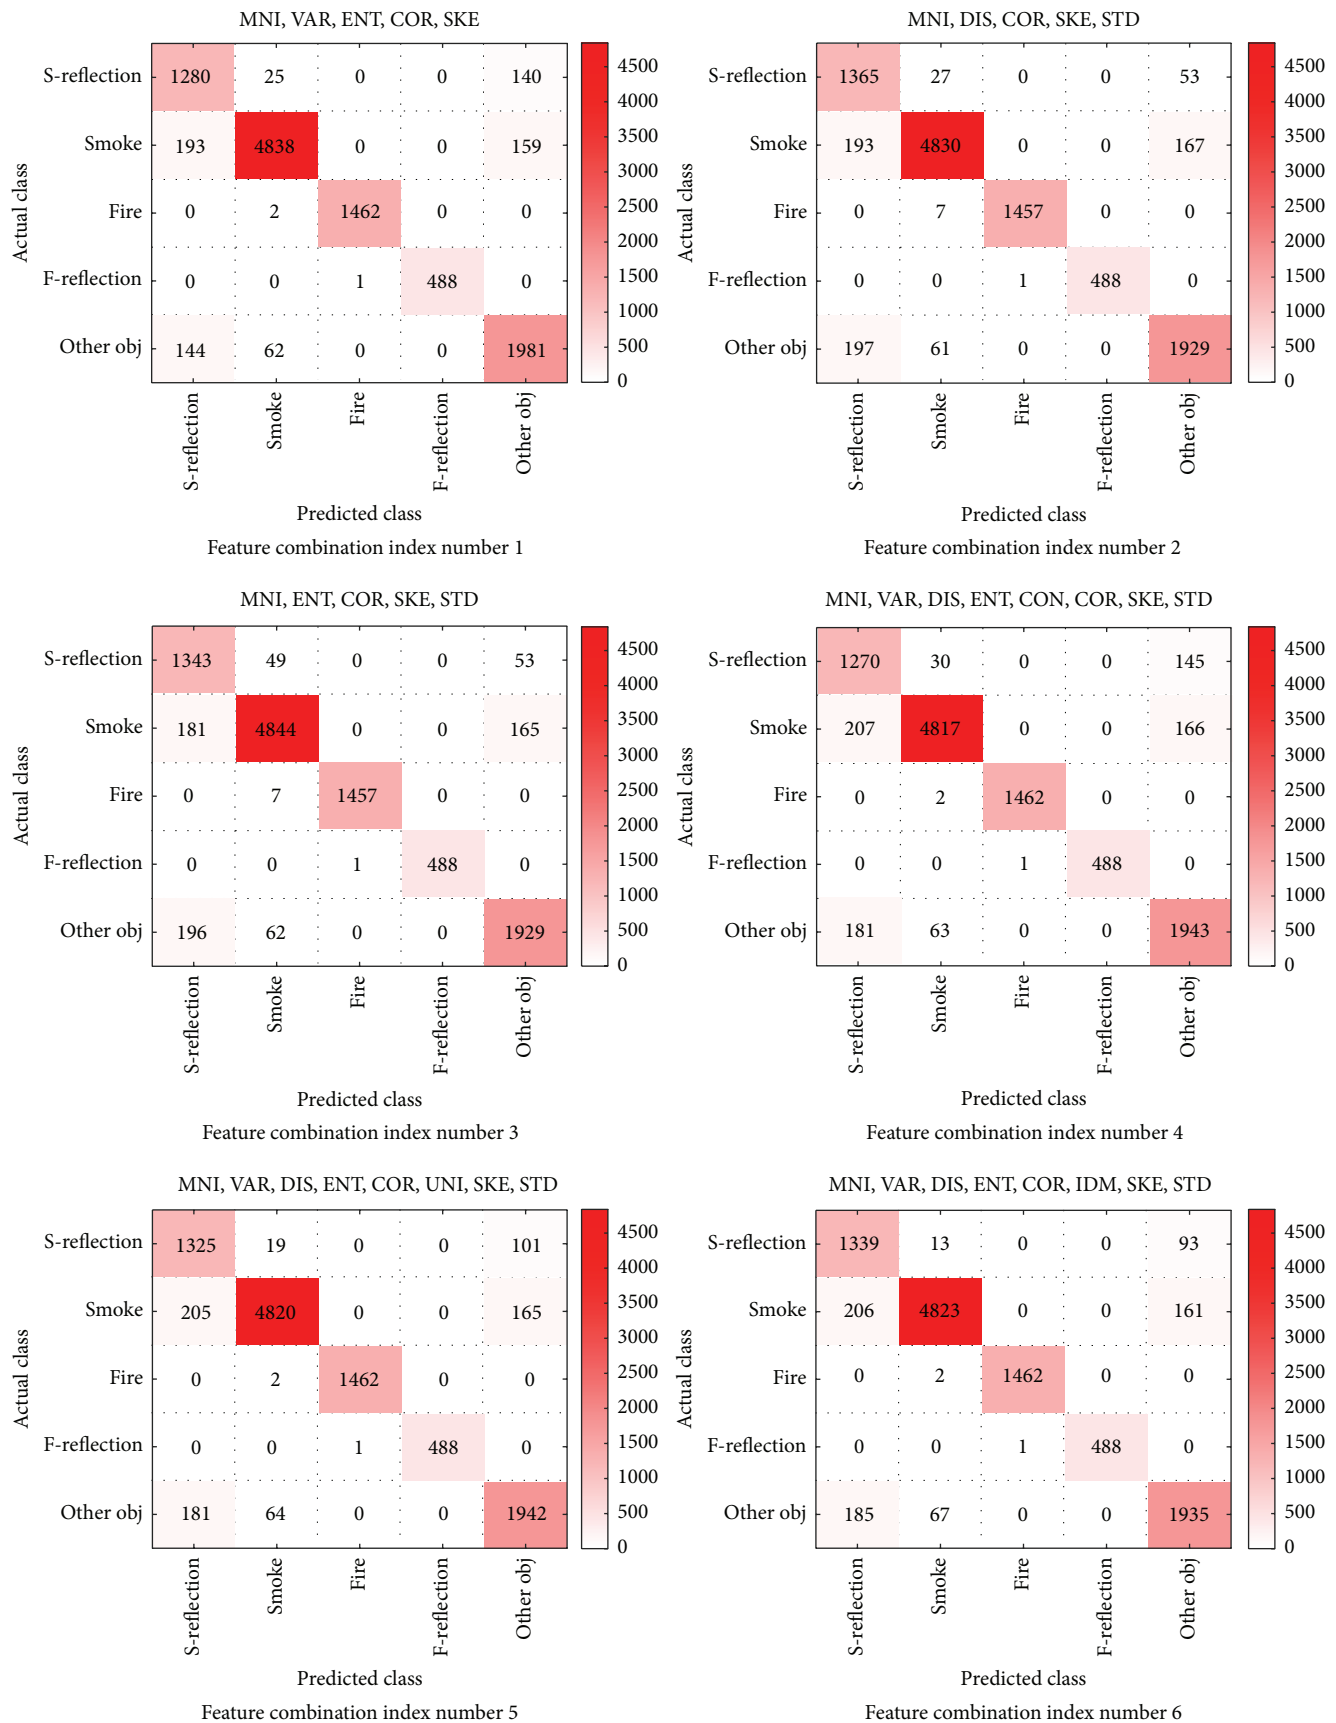 MNI, VAR, ENT, COR, SKE
S-reflection 1280 25 0 0 140
Smoke 193 4838 0 0 159
Fire 0 2 1462 0 0
F-reflection 0 0 1 488 0
Other obj 144 62 0 0 1981
S-reflection Smoke Fire F-reflection Other obj
Actual class
Predicted class
4500
4000
3500
3000
2500
2000
1500
1000
500
0
Feature combination index number 1
MNI, DIS, COR, SKE, STD
S-reflection 1365 27 0 0 53
Smoke 193 4830 0 0 167
Fire 0 7 1457 0 0
F-reflection 0 0 1 488 0
Other obj 197 61 0 0 1929
S-reflection Smoke Fire F-reflection Other obj
Actual class
Predicted class
4500
4000
3500
3000
2500
2000
1500
1000
500
0
Feature combination index number 2
MNI, ENT, COR, SKE, STD
S-reflection 1343 49 0 0 53
Smoke 181 4844 0 0 165
Fire 0 7 1457 0 0
F-reflection 0 0 1 488 0
Other obj 196 62 0 0 1929
S-reflection Smoke Fire F-reflection Other obj
Actual class
Predicted class
4500
4000
3500
3000
2500
2000
1500
1000
500
0
Feature combination index number 3
MNI, VAR, DIS, ENT, CON, COR, SKE, STD
S-reflection 1270 30 0 0 145
Smoke 207 4817 0 0 166
Fire 0 2 1462 0 0
F-reflection 0 0 1 488 0
Other obj 181 63 0 0 1943
S-reflection Smoke Fire F-reflection Other obj
Actual class
Predicted class
4500
4000
3500
3000
2500
2000
1500
1000
500
0
Feature combination index number 4
MNI, VAR, DIS, ENT, COR, UNI, SKE, STD
S-reflection 1325 19 0 0 101
Smoke 205 4820 0 0 165
Fire 0 2 1462 0 0
F-reflection 0 0 1 488 0
Other obj 181 64 0 0 1942
S-reflection Smoke Fire F-reflection Other obj
Actual class
Predicted class
4500
4000
3500
3000
2500
2000
1500
1000
500
0
Feature combination index number 5
MNI, VAR, DIS, ENT, COR, IDM, SKE, STD
S-reflection 1339 13 0 0 93
Smoke 206 4823 0 0 161
Fire 0 2 1462 0 0
F-reflection 0 0 1 488 0
Other obj 185 67 0 0 1935
S-reflection Smoke Fire F-reflection Other obj
Actual class
Predicted class
4500
4000
3500
3000
2500
2000
1500
1000
500
0
Feature combination index number 6